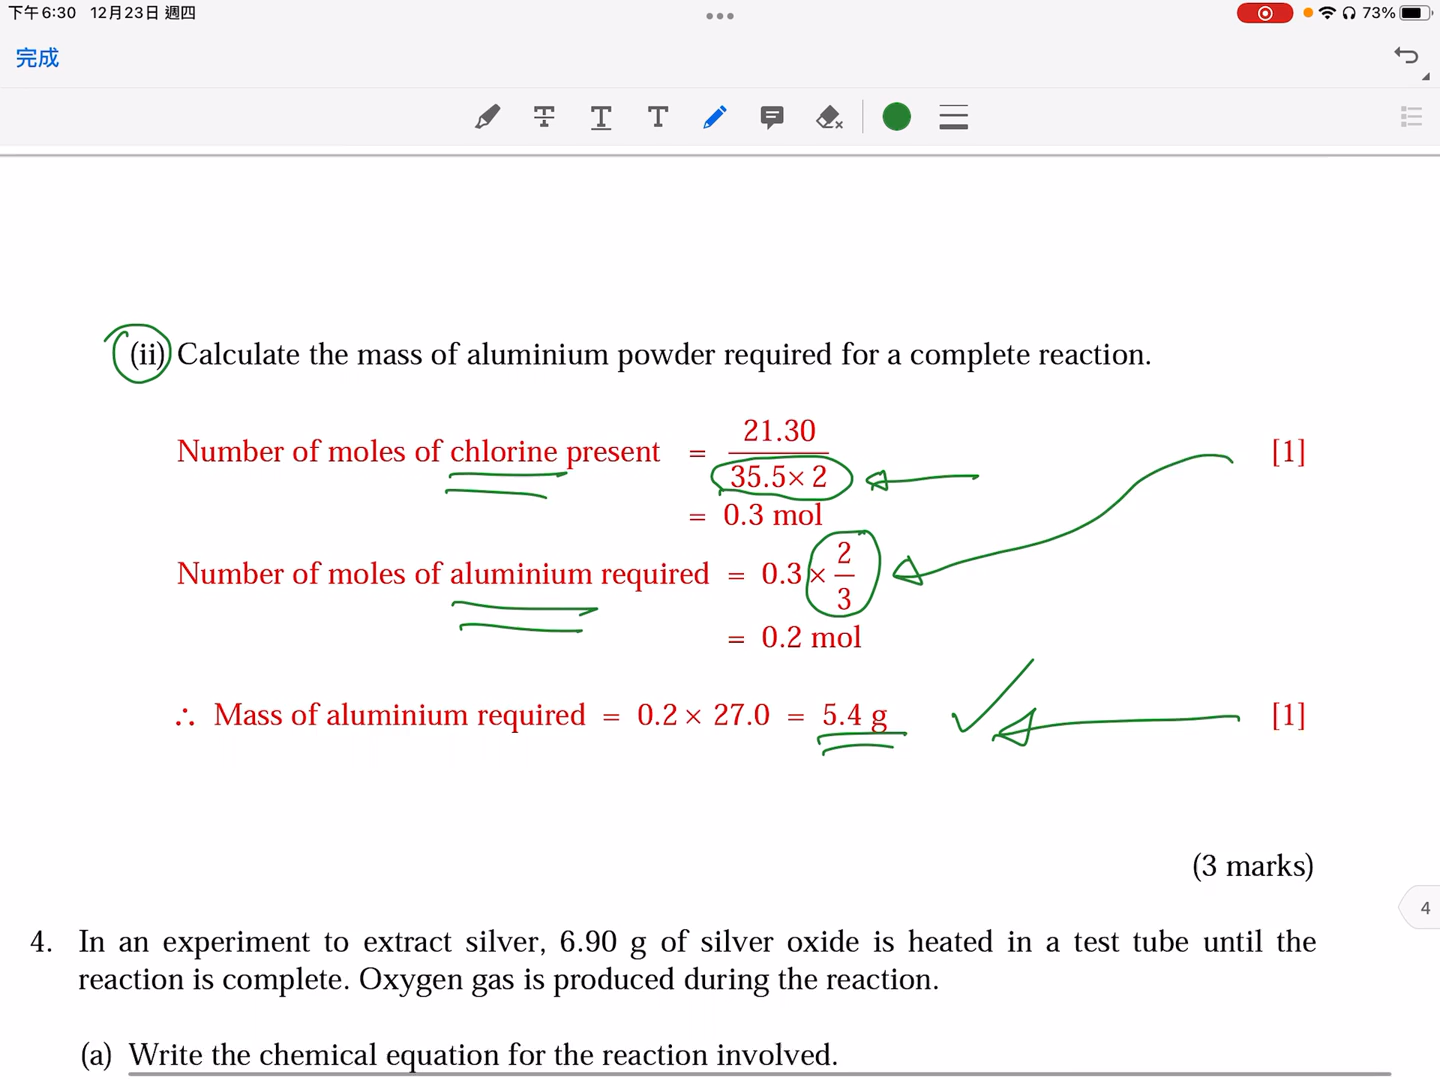 下午6:30 12月23日 週四
73%
完成
(ii) Calculate the mass of aluminium powder required for a complete reaction.
Number of moles of chlorine present = 21.30 / 35.5 × 2 [1]
= 0.3 mol
Number of moles of aluminium required = 0.3 × 2/3
= 0.2 mol
∴ Mass of aluminium required = 0.2 × 27.0 = 5.4 g [1]
(3 marks)
4
4. In an experiment to extract silver, 6.90 g of silver oxide is heated in a test tube until the
reaction is complete. Oxygen gas is produced during the reaction.
(a) Write the chemical equation for the reaction involved.